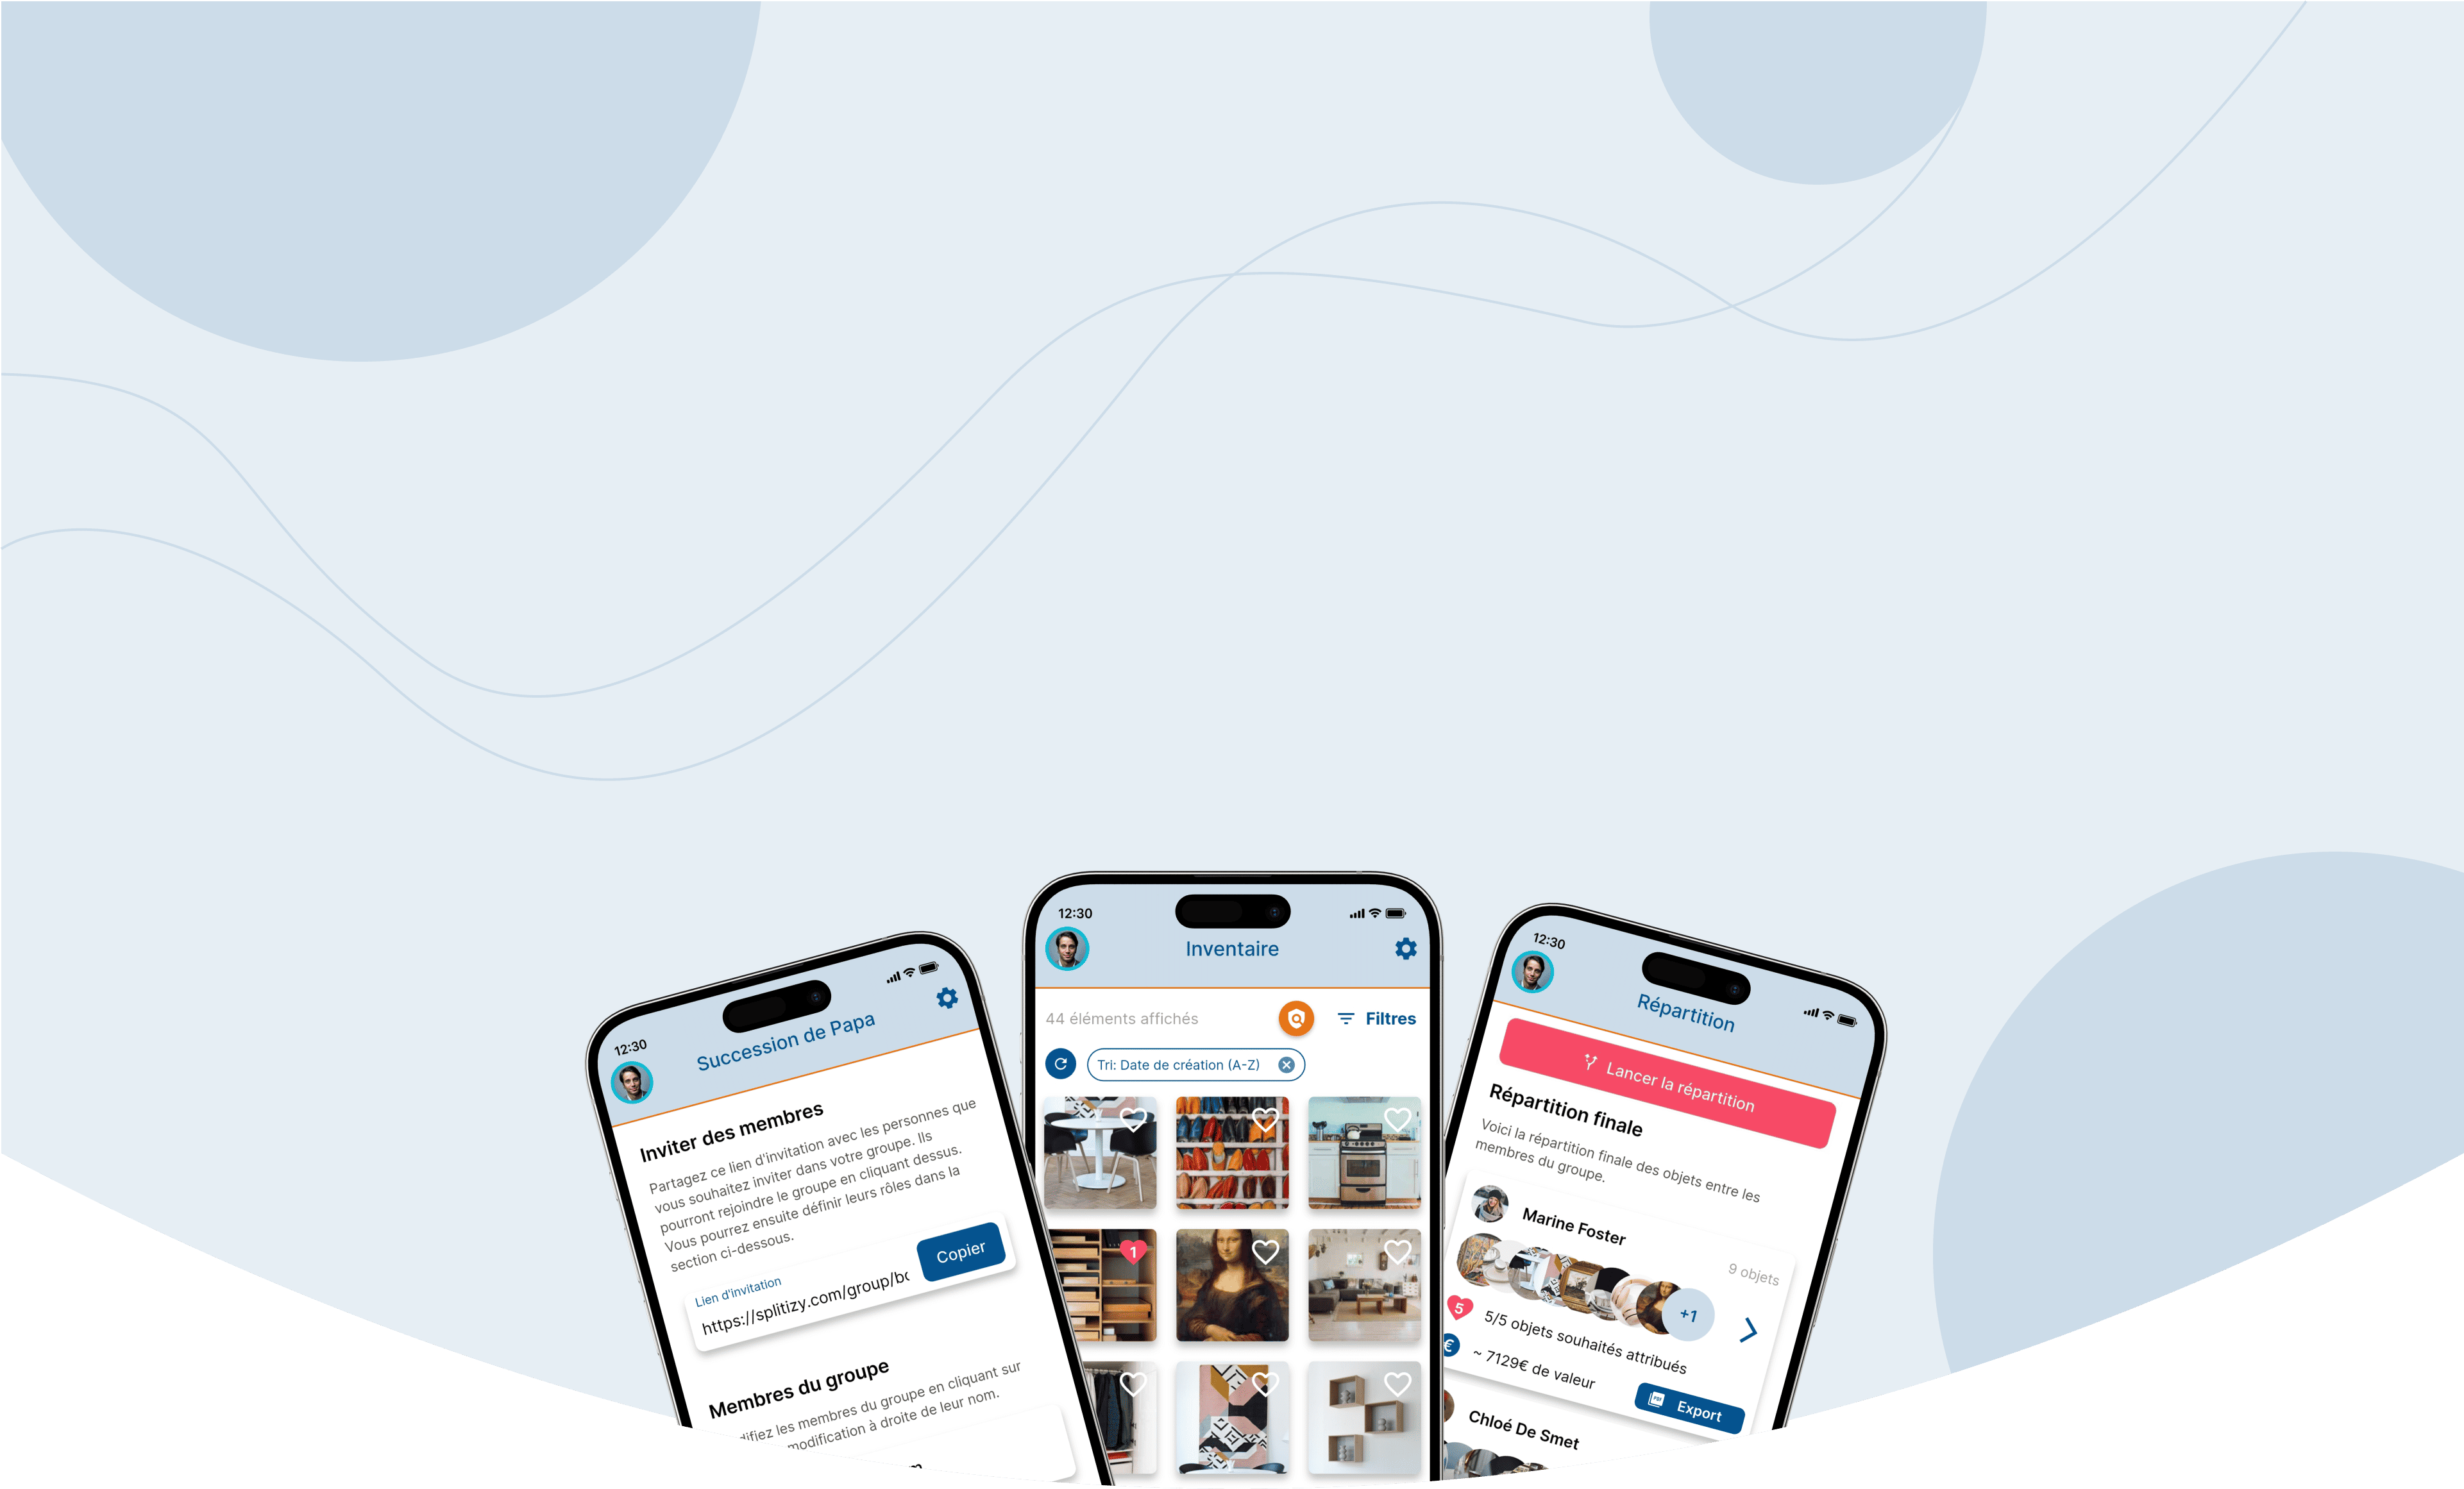 12:30
Succession de Papa
Inviter des membres
Partagez ce lien d'invitation avec les personnes que
vous souhaitez inviter dans votre groupe. Ils
pourront rejoindre le groupe en cliquant dessus.
Vous pourrez ensuite définir leurs rôles dans la
section ci-dessous.
Lien d'invitation
https://splitizy.com/group/bo
Copier
Membres du groupe
difiez les membres du groupe en cliquant sur
modification à droite de leur nom.
12:30
Inventaire
44 éléments affichés
Filtres
Tri: Date de création (A-Z)
1
12:30
Répartition
Lancer la répartition
Répartition finale
Voici la répartition finale des objets entre les
membres du groupe.
Marine Foster
9 objets
+1
5
5/5 objets souhaités attribués
€
~ 7129€ de valeur
Export
Chloé De Smet